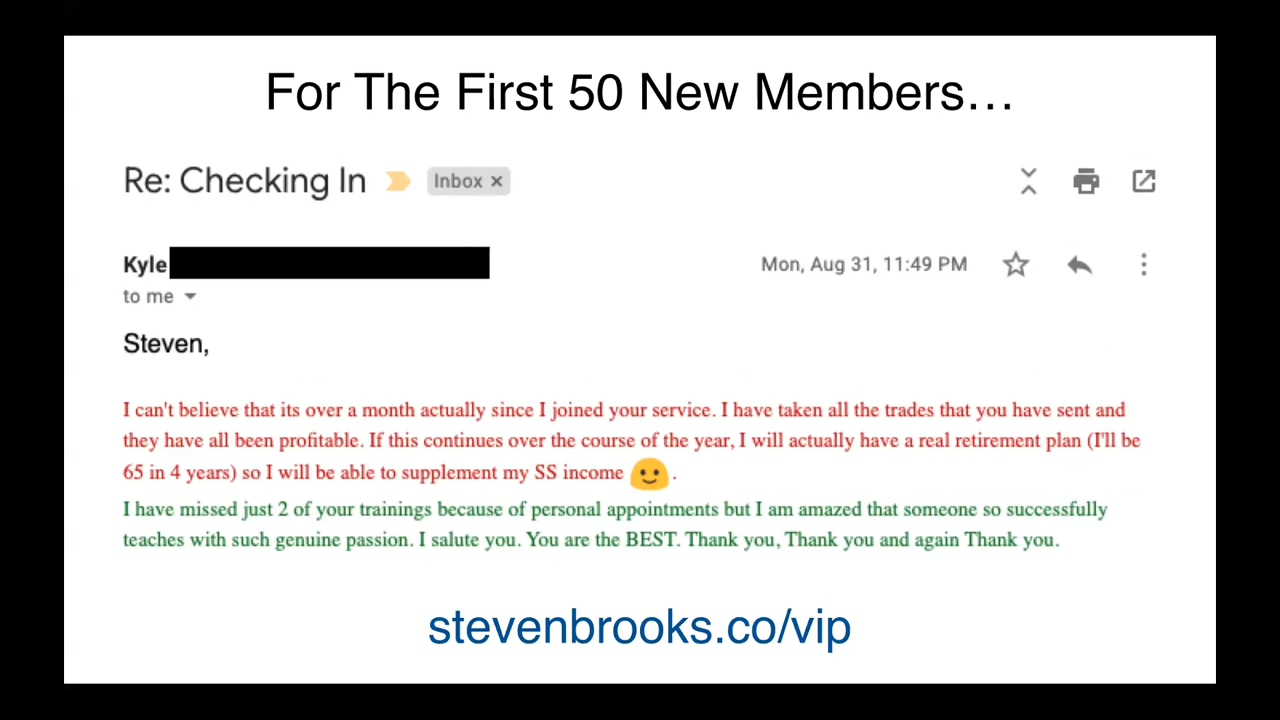 For The First 50 New Members…
Re: Checking In
Inbox ×
Kyle
Mon, Aug 31, 11:49 PM
to me
Steven,
I can't believe that its over a month actually since I joined your service. I have taken all the trades that you have sent and
they have all been profitable. If this continues over the course of the year, I will actually have a real retirement plan (I'll be
65 in 4 years) so I will be able to supplement my SS income 🙂.
I have missed just 2 of your trainings because of personal appointments but I am amazed that someone so successfully
teaches with such genuine passion. I salute you. You are the BEST. Thank you, Thank you and again Thank you.
stevenbrooks.co/vip